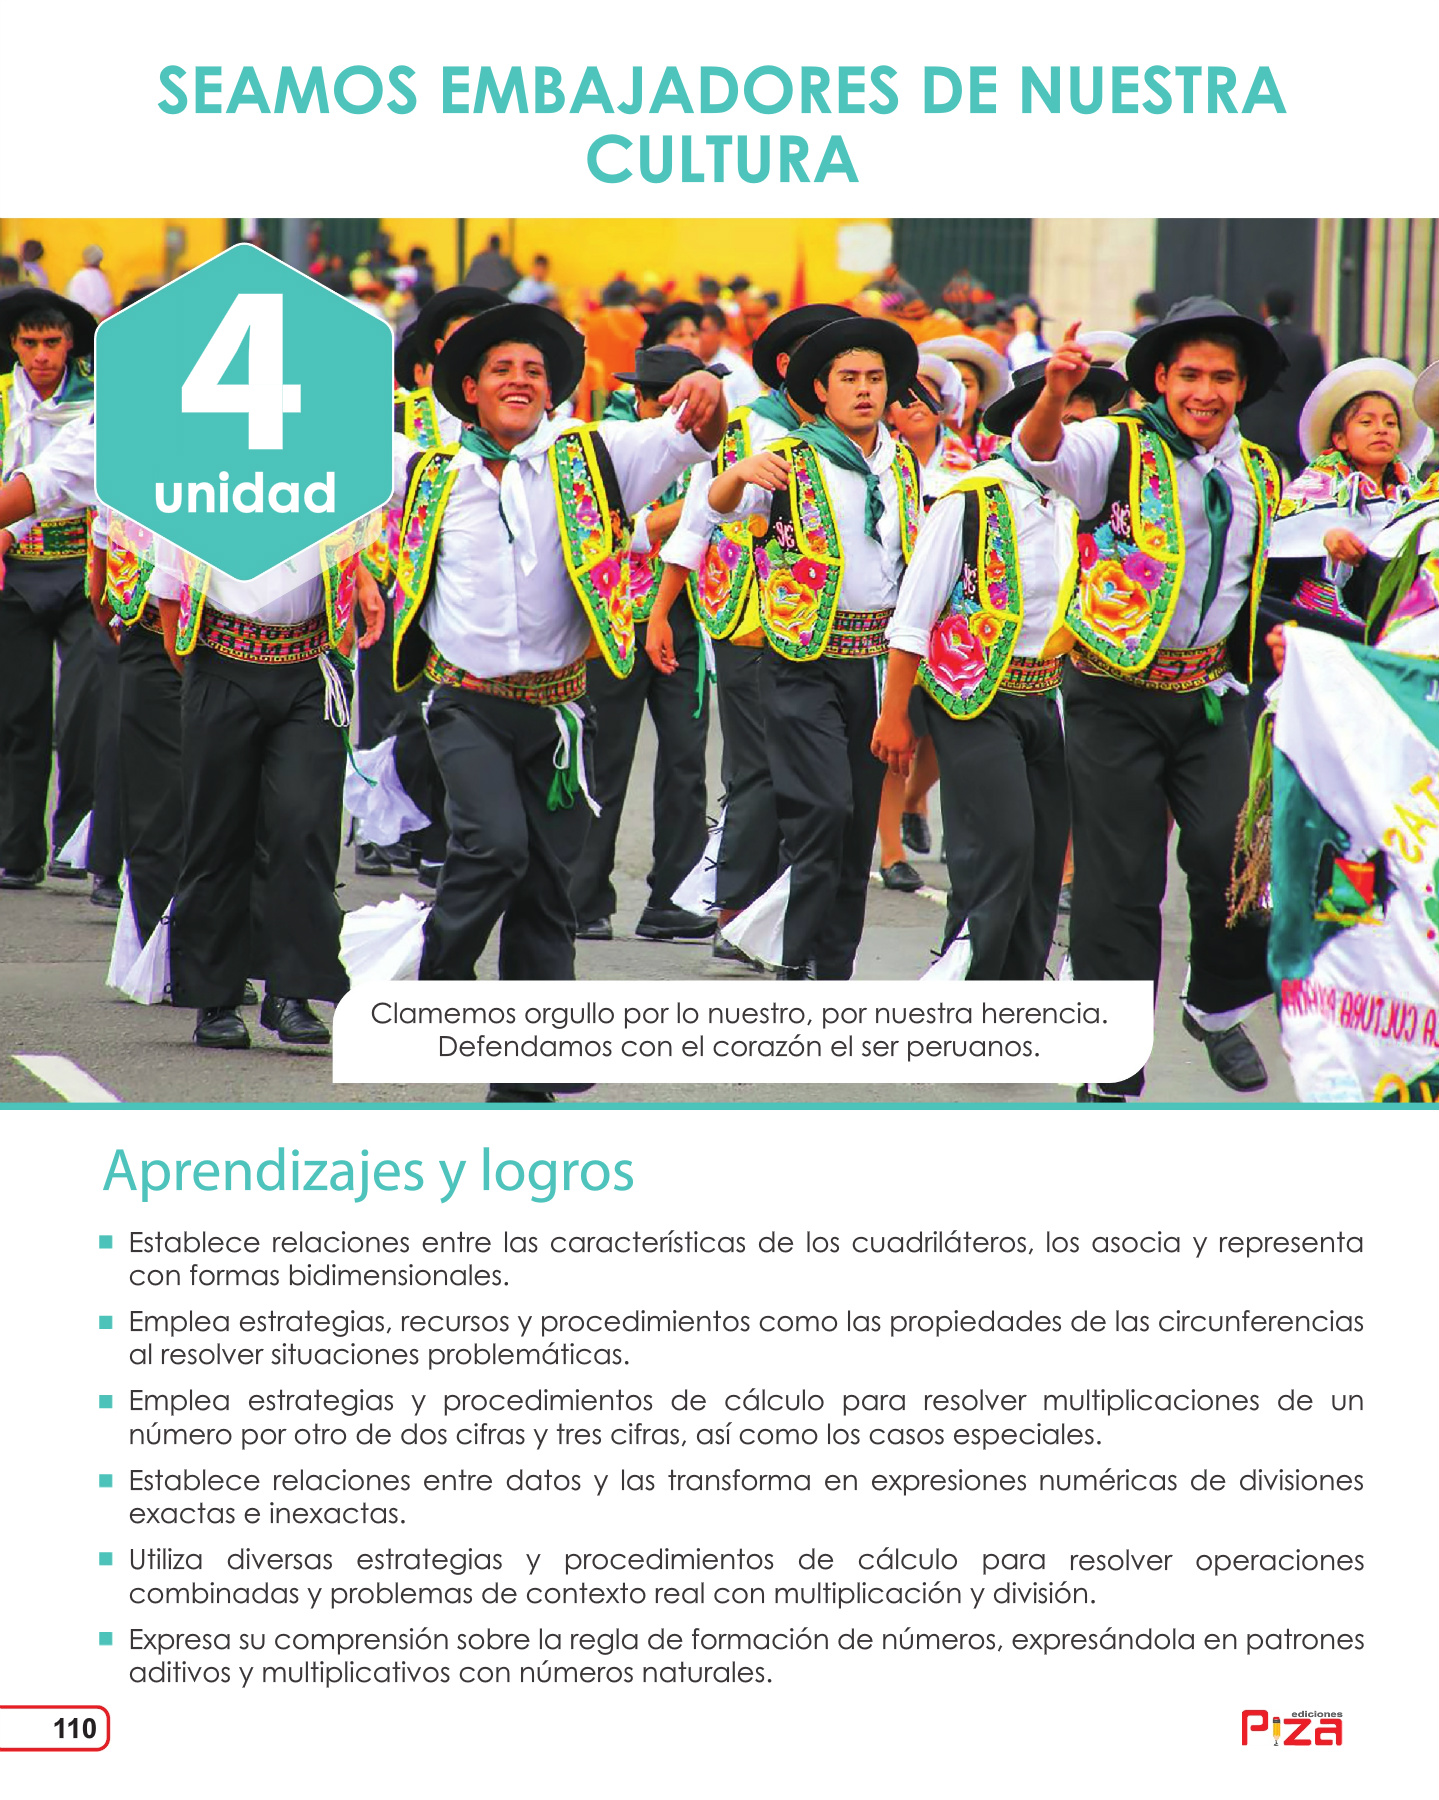 SEAMOS EMBAJADORES DE NUESTRA
CULTURA
4
unidad
Clamemos orgullo por lo nuestro, por nuestra herencia.
Defendamos con el corazón el ser peruanos.
Aprendizajes y logros
Establece relaciones entre las características de los cuadriláteros, los asocia y representa
con formas bidimensionales.
Emplea estrategias, recursos y procedimientos como las propiedades de las circunferencias
al resolver situaciones problemáticas.
Emplea estrategias y procedimientos de cálculo para resolver multiplicaciones de un
número por otro de dos cifras y tres cifras, así como los casos especiales.
Establece relaciones entre datos y las transforma en expresiones numéricas de divisiones
exactas e inexactas.
Utiliza diversas estrategias y procedimientos de cálculo para resolver operaciones
combinadas y problemas de contexto real con multiplicación y división.
Expresa su comprensión sobre la regla de formación de números, expresándola en patrones
aditivos y multiplicativos con números naturales.
110
ediciones
Piza